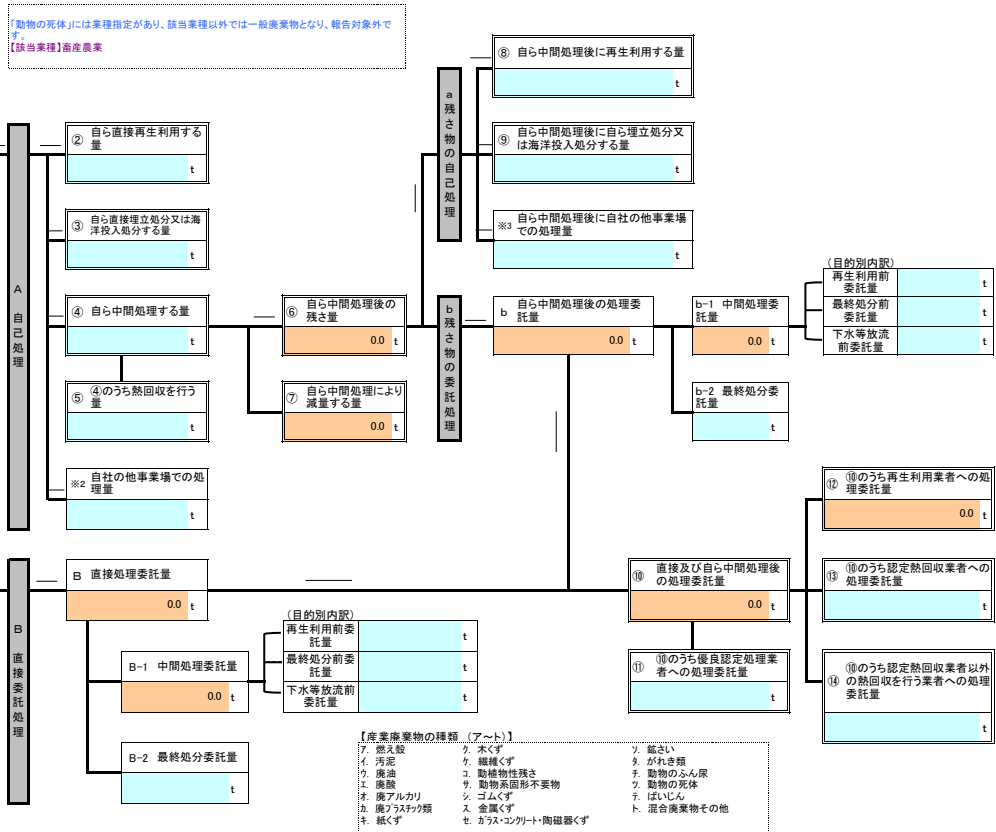 「動物の死体」には業種指定があり、該当業種以外では一般廃棄物となり、報告対象外で
す。
【該当業種】畜産農業
⑧ 自ら中間処理後に再生利用する量
t
a 残さ物の自己処理
② 自ら直接再生利用する
量
t
⑨ 自ら中間処理後に自ら埋立処分又
は海洋投入処分する量
t
③ 自ら直接埋立処分又は海
洋投入処分する量
t
※3 自ら中間処理後に自社の他事業場
での処理量
t
A 自己処理
④ 自ら中間処理する量
t
⑥ 自ら中間処理後の
残さ量
0.0 t
b 残さ物の委託処理
b 自ら中間処理後の処理委
託量
0.0 t
b-1 中間処理委
託量
0.0 t
(目的別内訳)
再生利用前
委託量
t
最終処分前
委託量
t
下水等放流
前委託量
t
⑤ ④のうち熱回収を行う
量
t
⑦ 自ら中間処理により
減量する量
0.0 t
b-2 最終処分委
託量
t
※2 自社の他事業場での処
理量
t
⑫ ⑩のうち再生利用業者への処
理委託量
0.0 t
B 直接委託処理
B 直接処理委託量
0.0 t
⑩ 直接及び自ら中間処理後
の処理委託量
0.0 t
⑬ ⑩のうち認定熱回収業者への
処理委託量
t
(目的別内訳)
再生利用前委
託量
t
最終処分前委
託量
t
下水等放流前
委託量
t
B-1 中間処理委託量
0.0 t
⑪ ⑩のうち優良認定処理業
者への処理委託量
t
⑭ ⑩のうち認定熱回収業者以外
の熱回収を行う業者への処理
委託量
t
B-2 最終処分委託量
t
【産業廃棄物の種類 (ア~ト)】
ア. 燃え殻 ク. 木くず ソ. 鉱さい
イ. 汚泥 ケ. 繊維くず タ. がれき類
ウ. 廃油 コ. 動植物性残さ チ. 動物のふん尿
エ. 廃酸 サ. 動物系固形不要物 ツ. 動物の死体
オ. 廃アルカリ シ. ゴムくず テ. ばいじん
カ. 廃プラスチック類 ス. 金属くず ト. 混合廃棄物その他
キ. 紙くず セ. ガラス・コンクリート・陶磁器くず